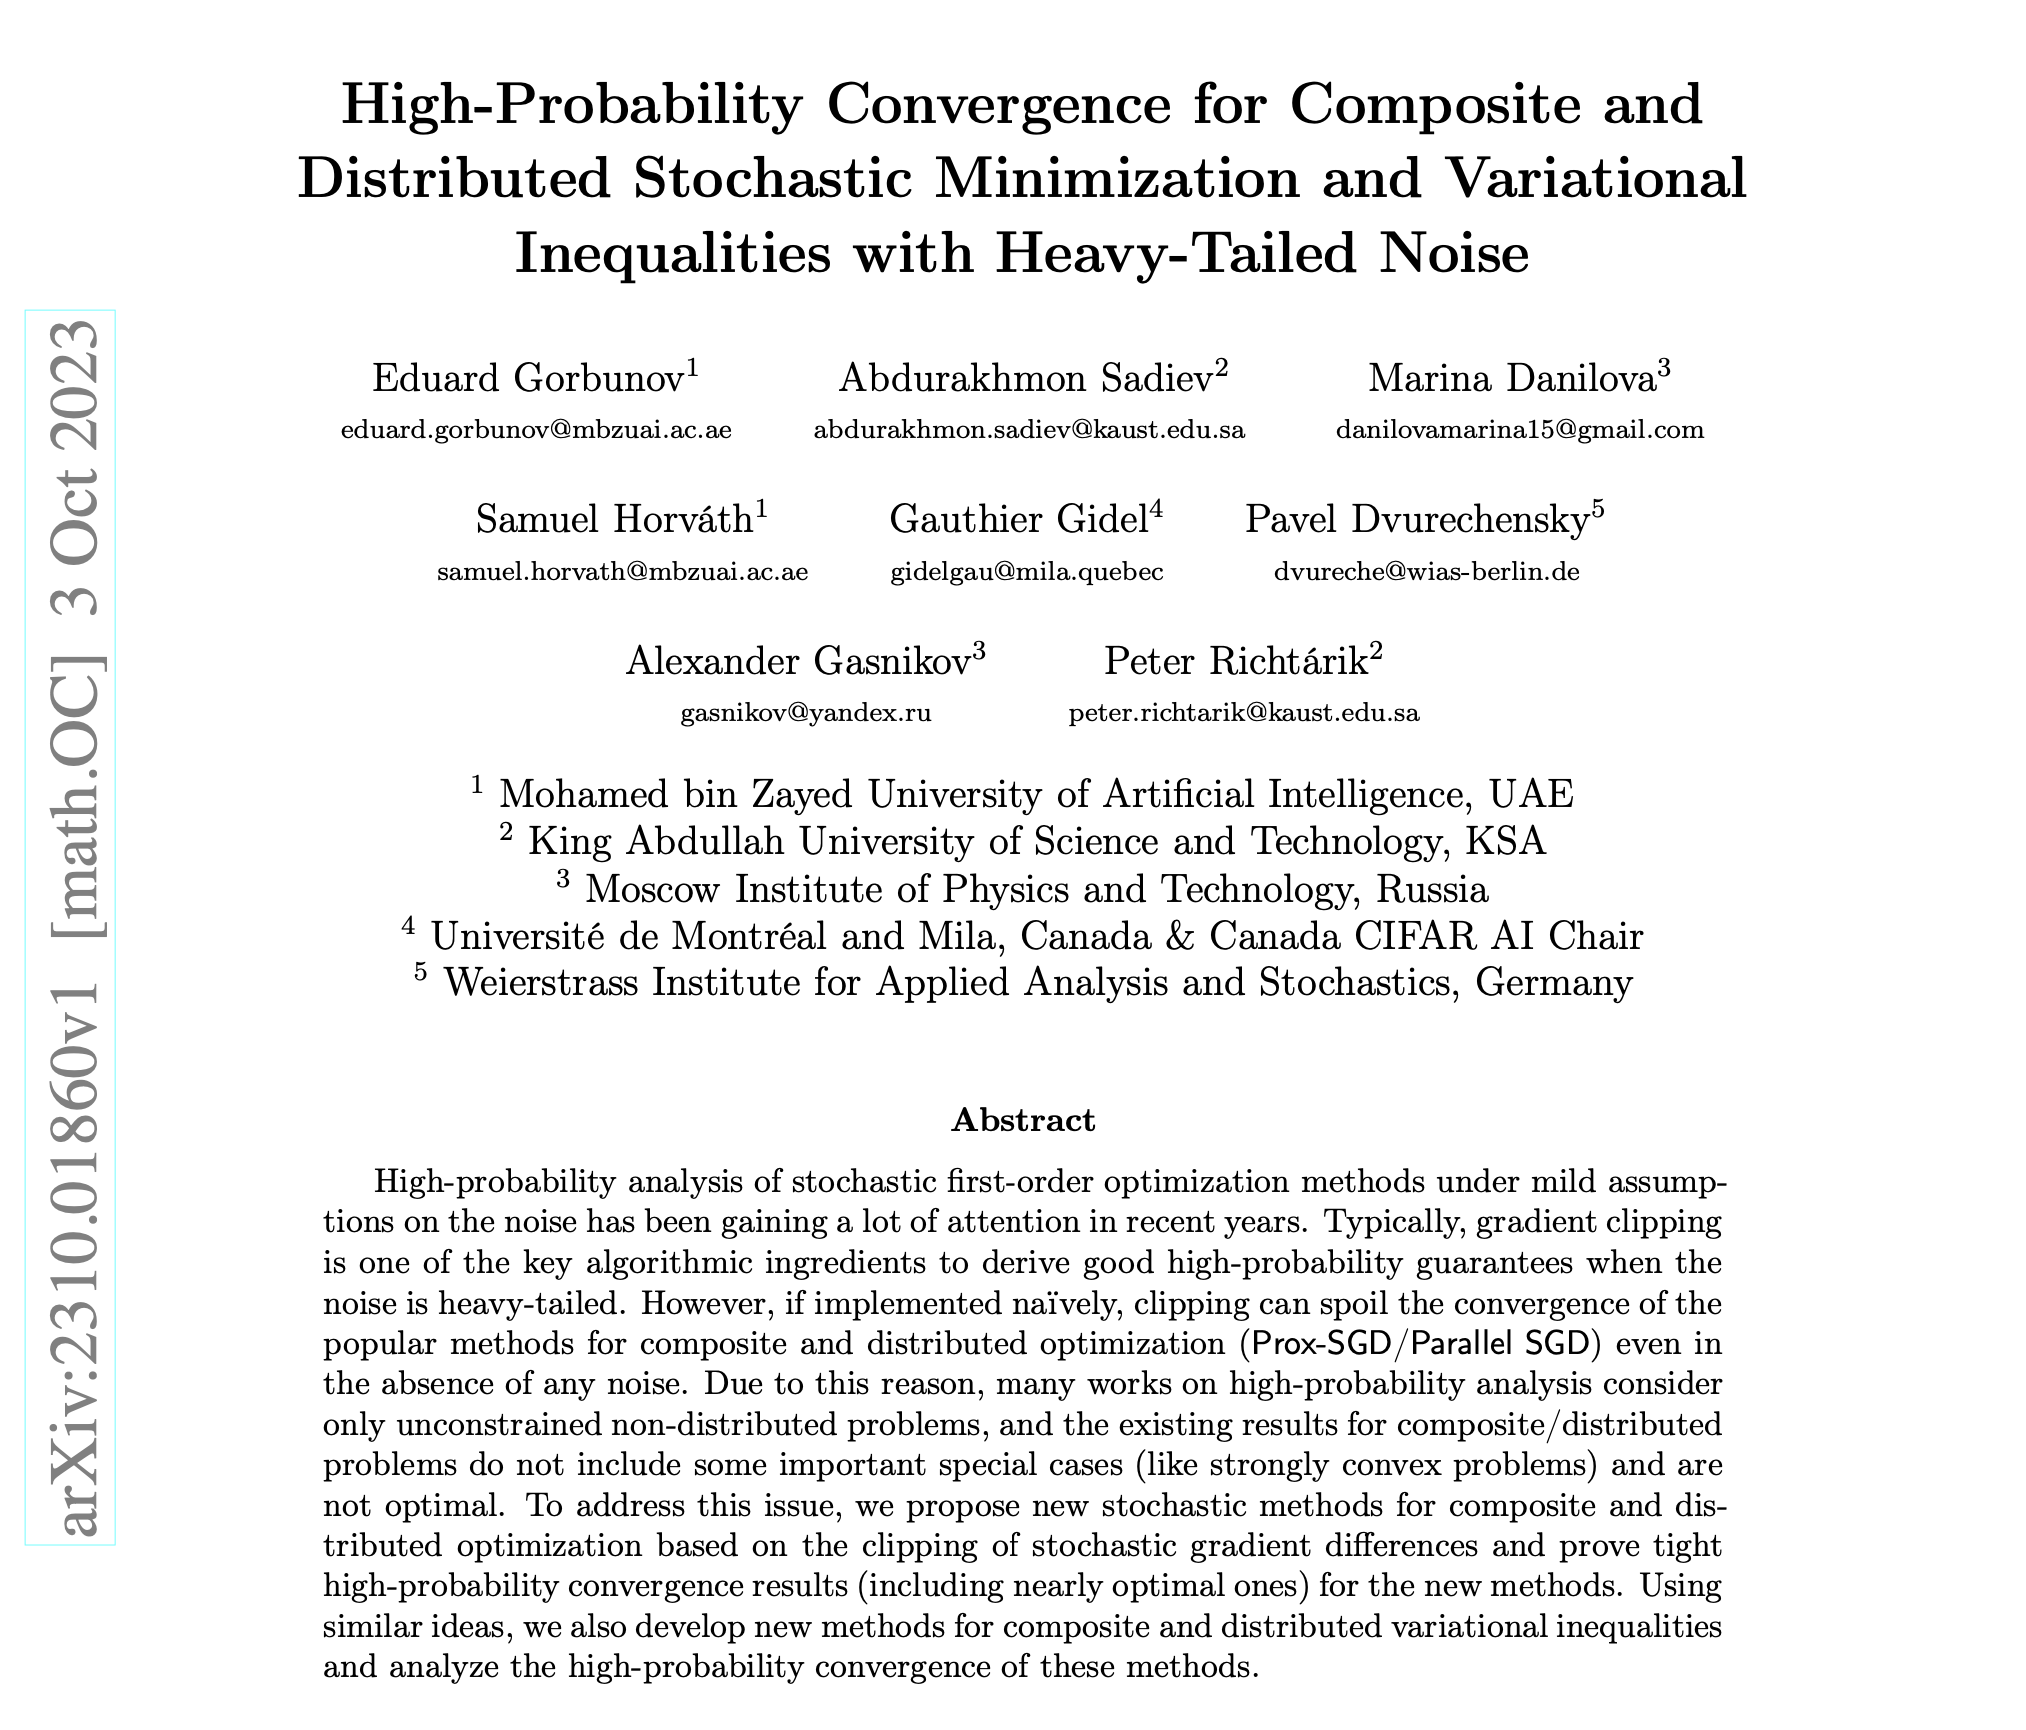 High-Probability Convergence for Composite and
Distributed Stochastic Minimization and Variational
Inequalities with Heavy-Tailed Noise
Eduard Gorbunov¹ Abdurakhmon Sadiev² Marina Danilova³
eduard.gorbunov@mbzuai.ac.ae abdurakhmon.sadiev@kaust.edu.sa danilovamarina15@gmail.com
Samuel Horváth¹ Gauthier Gidel⁴ Pavel Dvurechensky⁵
samuel.horvath@mbzuai.ac.ae gidelgau@mila.quebec dvureche@wias-berlin.de
Alexander Gasnikov³ Peter Richtárik²
gasnikov@yandex.ru peter.richtarik@kaust.edu.sa
¹ Mohamed bin Zayed University of Artificial Intelligence, UAE
² King Abdullah University of Science and Technology, KSA
³ Moscow Institute of Physics and Technology, Russia
⁴ Université de Montréal and Mila, Canada & Canada CIFAR AI Chair
⁵ Weierstrass Institute for Applied Analysis and Stochastics, Germany
Abstract
High-probability analysis of stochastic first-order optimization methods under mild assump-
tions on the noise has been gaining a lot of attention in recent years. Typically, gradient clipping
is one of the key algorithmic ingredients to derive good high-probability guarantees when the
noise is heavy-tailed. However, if implemented naïvely, clipping can spoil the convergence of the
popular methods for composite and distributed optimization (Prox-SGD/Parallel SGD) even in
the absence of any noise. Due to this reason, many works on high-probability analysis consider
only unconstrained non-distributed problems, and the existing results for composite/distributed
problems do not include some important special cases (like strongly convex problems) and are
not optimal. To address this issue, we propose new stochastic methods for composite and dis-
tributed optimization based on the clipping of stochastic gradient differences and prove tight
high-probability convergence results (including nearly optimal ones) for the new methods. Using
similar ideas, we also develop new methods for composite and distributed variational inequalities
and analyze the high-probability convergence of these methods.
arXiv:2310.01860v1 [math.OC] 3 Oct 2023